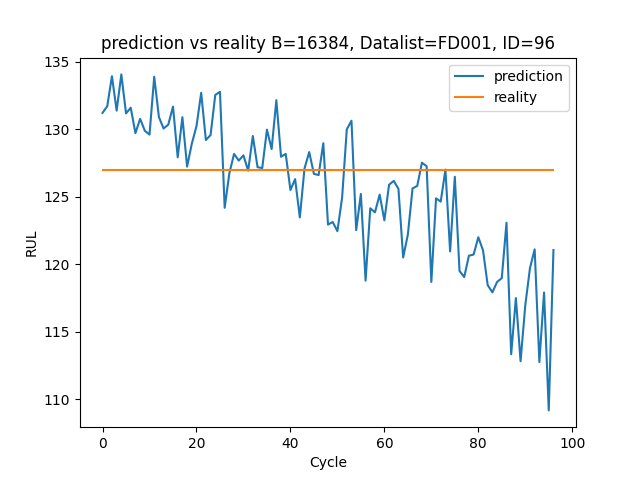 prediction vs reality B=16384, Datalist=FD001, ID=96
prediction
reality
135
130
125
120
115
110
RUL
0 20 40 60 80 100
Cycle